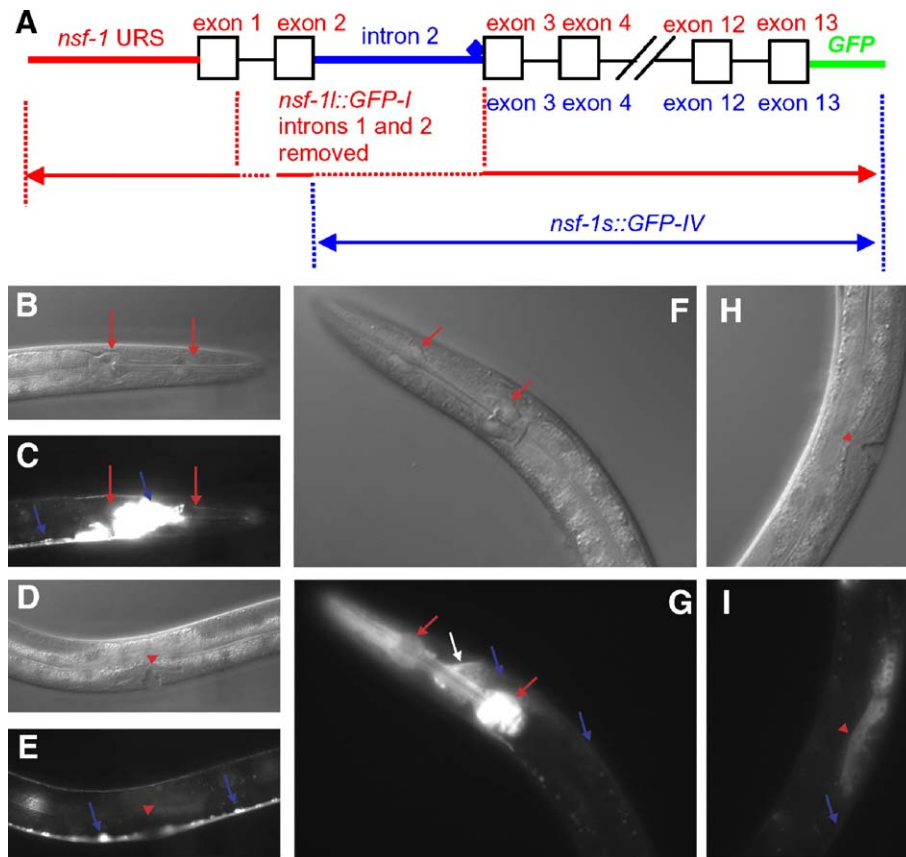 A
nsf-1 URS
exon 1
exon 2
intron 2
exon 3 exon 4
exon 12 exon 13
GFP
nsf-1l::GFP-I
introns 1 and 2
removed
exon 3 exon 4
exon 12 exon 13
nsf-1s::GFP-IV
B
F
H
C
D
G
I
E